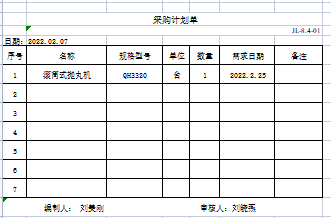 采购计划单
JL-8.4-01
日期：2022.02.07
序号 名称 规格型号 单位 数量 需求日期 备注
1 滚筒式抛丸机 QH3320 台 1 2022.2.25
2
3
4
5
6
7
编制人： 刘美刚 审核人：刘晓燕